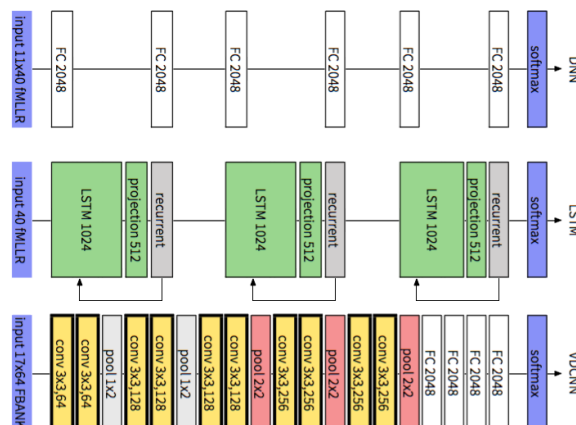 input 11x40 fMLLR
FC 2048
FC 2048
FC 2048
FC 2048
FC 2048
FC 2048
softmax
DNN
input 40 fMLLR
LSTM 1024
projection 512
recurrent
LSTM 1024
projection 512
recurrent
LSTM 1024
projection 512
recurrent
softmax
LSTM
input 17x64 FBANK
conv 3x3,64
conv 3x3,64
pool 1x2
conv 3x3,128
conv 3x3,128
pool 1x2
conv 3x3,128
conv 3x3,128
pool 2x2
conv 3x3,256
conv 3x3,256
pool 2x2
conv 3x3,256
conv 3x3,256
pool 2x2
FC 2048
FC 2048
FC 2048
FC 2048
softmax
VDCNN